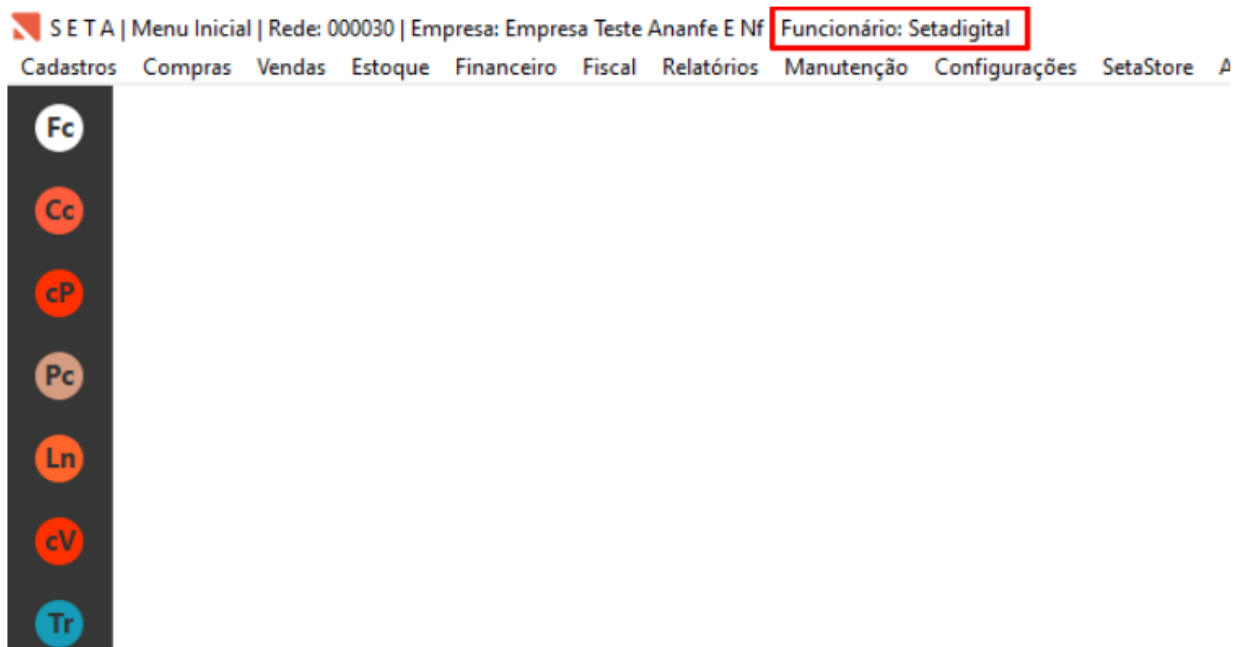 S E T A | Menu Inicial | Rede: 000030 | Empresa: Empresa Teste Ananfe E Nf Funcionário: Setadigital
Cadastros Compras Vendas Estoque Financeiro Fiscal Relatórios Manutenção Configurações SetaStore A
Fc
Cc
cP
Pc
Ln
cV
Tr